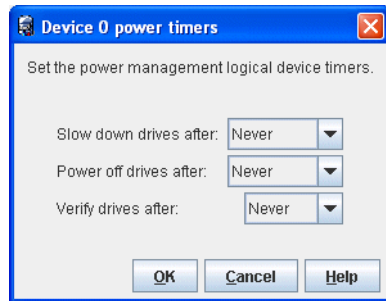 Device 0 power timers
Set the power management logical device timers.
Slow down drives after: Never
Power off drives after: Never
Verify drives after: Never
OK Cancel Help